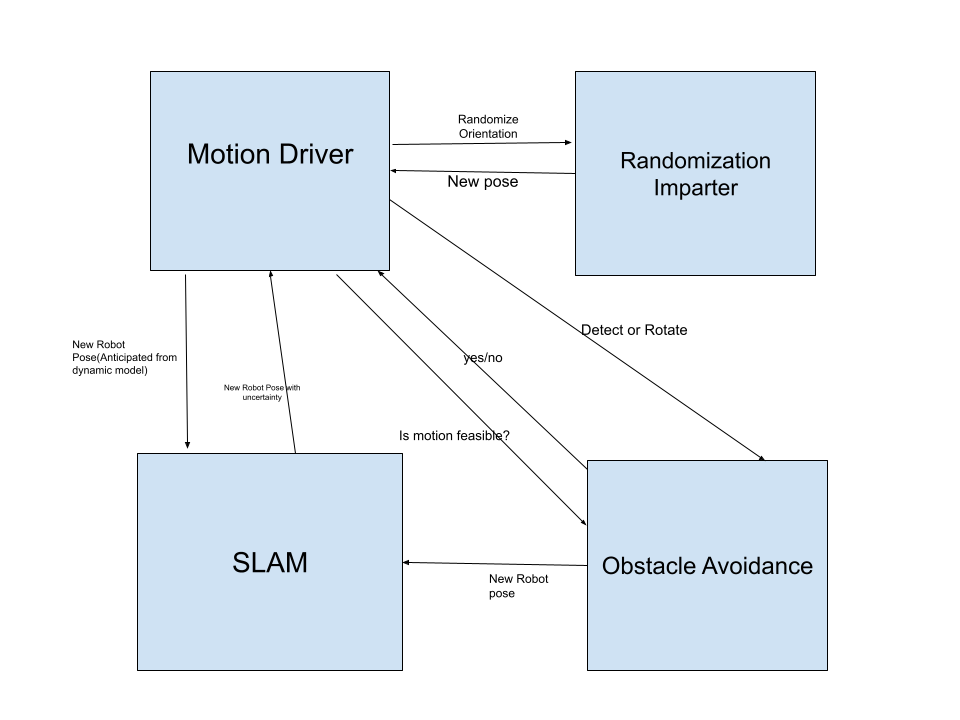 Randomize
Orientation
Motion Driver
Randomization
Imparter
New pose
Detect or Rotate
New Robot
Pose(Anticipated from
dynamic model)
yes/no
New Robot Pose with
uncertainty
Is motion feasible?
SLAM
Obstacle Avoidance
New Robot
pose